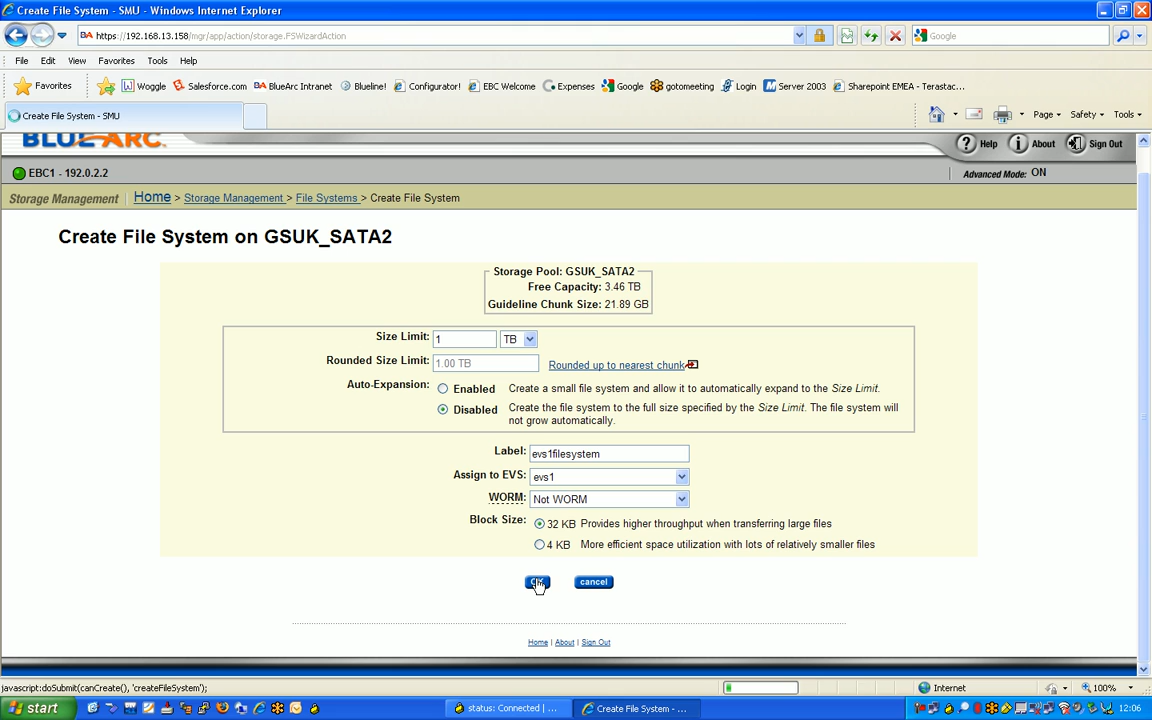 Create File System - SMU - Windows Internet Explorer
https://192.168.13.158/mgr/app/action/storage.FSWizardAction
Google
File Edit View Favorites Tools Help
Favorites
Woggle
Salesforce.com
BlueArc Intranet
Blueline!
Configurator!
EBC Welcome
Expenses
Google
gotomeeting
Login
Server 2003
Sharepoint EMEA - Terastac...
Create File System - SMU
Page
Safety
Tools
BLUE ARC.
Help
About
Sign Out
EBC1 - 192.0.2.2
Advanced Mode: ON
Storage Management
Home > Storage Management > File Systems > Create File System
Create File System on GSUK_SATA2
Storage Pool: GSUK_SATA2
Free Capacity: 3.46 TB
Guideline Chunk Size: 21.89 GB
Size Limit: 1 TB
Rounded Size Limit: 1.00 TB Rounded up to nearest chunk
Auto-Expansion: Enabled Create a small file system and allow it to automatically expand to the Size Limit.
Disabled Create the file system to the full size specified by the Size Limit. The file system will
not grow automatically.
Label: evs1filesystem
Assign to EVS: evs1
WORM: Not WORM
Block Size: 32 KB Provides higher throughput when transferring large files
4 KB More efficient space utilization with lots of relatively smaller files
cancel
Home | About | Sign Out
javascript:doSubmit(canCreate(), 'createFileSystem');
Internet
100%
start
status: Connected | ...
Create File System - ...
12:06